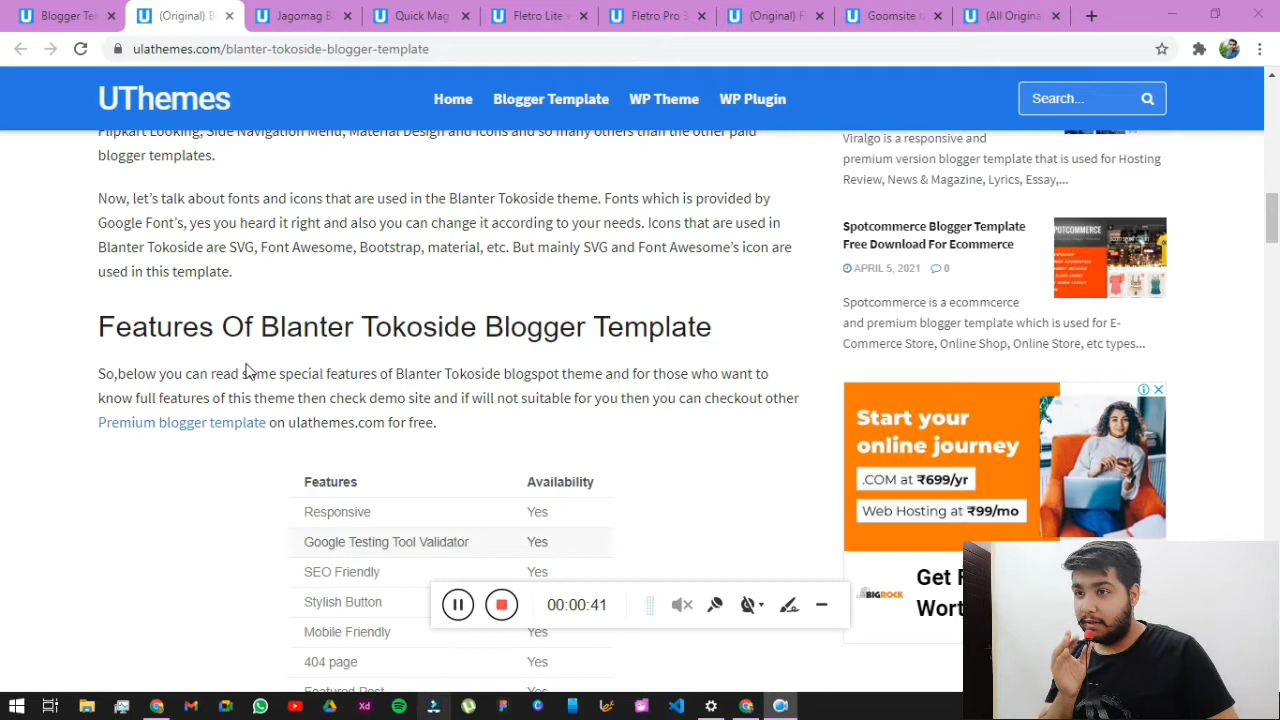 Blogger Te
(Original) B
Jagomag B
Quick Mag
Fletro Lite v
Fletro Pro 3
(Original) F
Goomsite
(All Origina
ulathemes.com/blanter-tokoside-blogger-template
UThemes
Home
Blogger Template
WP Theme
WP Plugin
Search...
Flipkart Looking, Side Navigation Menu, Material Design and Icons and so many others than the other paid
blogger templates.
Now, let's talk about fonts and icons that are used in the Blanter Tokoside theme. Fonts which is provided by
Google Font's, yes you heard it right and also you can change it according to your needs. Icons that are used in
Blanter Tokoside are SVG, Font Awesome, Bootstrap, material, etc. But mainly SVG and Font Awesome's icon are
used in this template.
Features Of Blanter Tokoside Blogger Template
So,below you can read some special features of Blanter Tokoside blogspot theme and for those who want to
know full features of this theme then check demo site and if will not suitable for you then you can checkout other
Premium blogger template on ulathemes.com for free.
Features Availability
Responsive Yes
Google Testing Tool Validator Yes
SEO Friendly Yes
Stylish Button
Mobile Friendly Yes
404 page Yes
Featured Post Yes
00:00:41
Viralgo is a responsive and
premium version blogger template that is used for Hosting
Review, News & Magazine, Lyrics, Essay,...
Spotcommerce Blogger Template
Free Download For Ecommerce
APRIL 5, 2021 0
SPOTCOMMERCE
Spotcommerce is a ecommcerce
and premium blogger template which is used for E-
Commerce Store, Online Shop, Online Store, etc types...
Start your
online journey
.COM at ₹699/yr
Web Hosting at ₹99/mo
BIGROCK
Get F
Wort
Xd